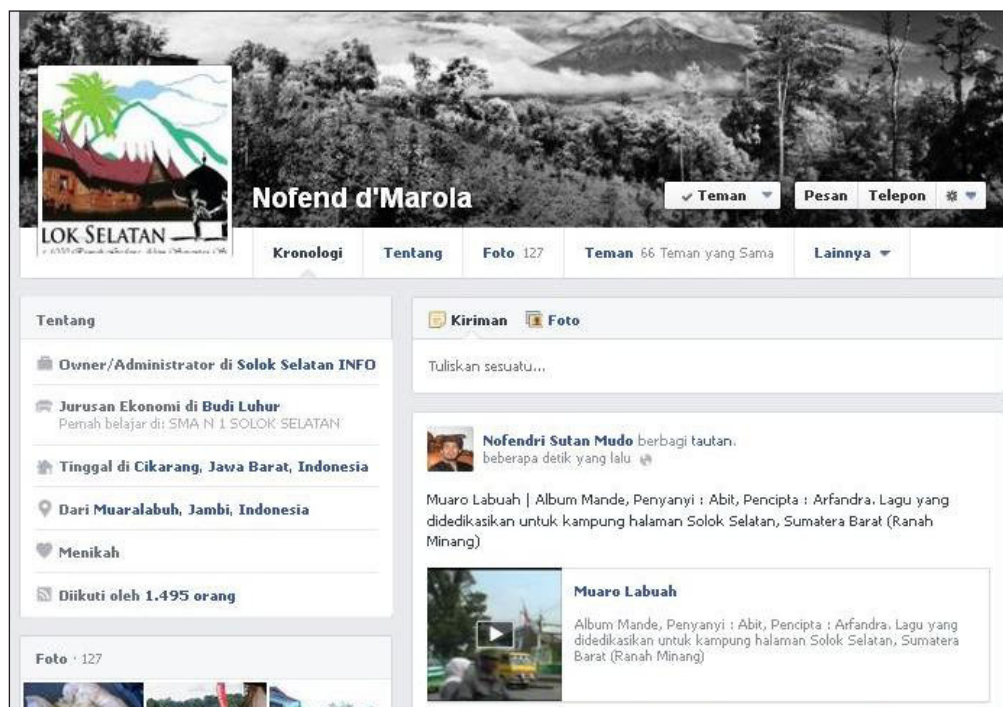 LOK SELATAN
Nofend d'Marola
Teman
Pesan Telepon
Kronologi Tentang Foto 127 Teman 66 Teman yang Sama Lainnya
Tentang
Owner/Administrator di Solok Selatan INFO
Jurusan Ekonomi di Budi Luhur
Pernah belajar di: SMA N 1 SOLOK SELATAN
Tinggal di Cikarang, Jawa Barat, Indonesia
Dari Muaralabuh, Jambi, Indonesia
Menikah
Diikuti oleh 1.495 orang
Foto · 127
Kiriman Foto
Tuliskan sesuatu...
Nofendri Sutan Mudo berbagi tautan.
beberapa detik yang lalu
Muaro Labuah | Album Mande, Penyanyi : Abit, Pencipta : Arfandra. Lagu yang
didedikasikan untuk kampung halaman Solok Selatan, Sumatera Barat (Ranah
Minang)
Muaro Labuah
Album Mande, Penyanyi : Abit, Pencipta : Arfandra. Lagu yang
didedikasikan untuk kampung halaman Solok Selatan, Sumatera
Barat (Ranah Minang)